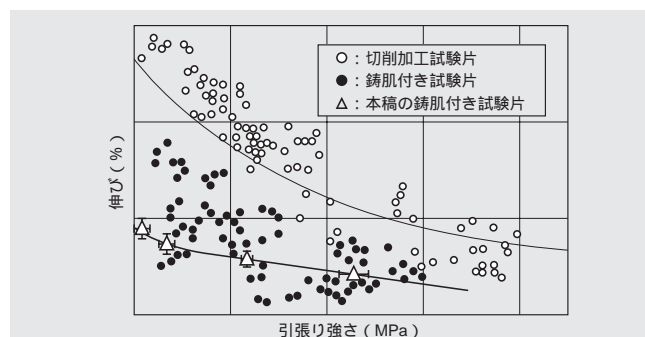 ○：切削加工試験片
●：鋳肌付き試験片
△：本稿の鋳肌付き試験片
伸び（%）
引張り強さ（MPa）